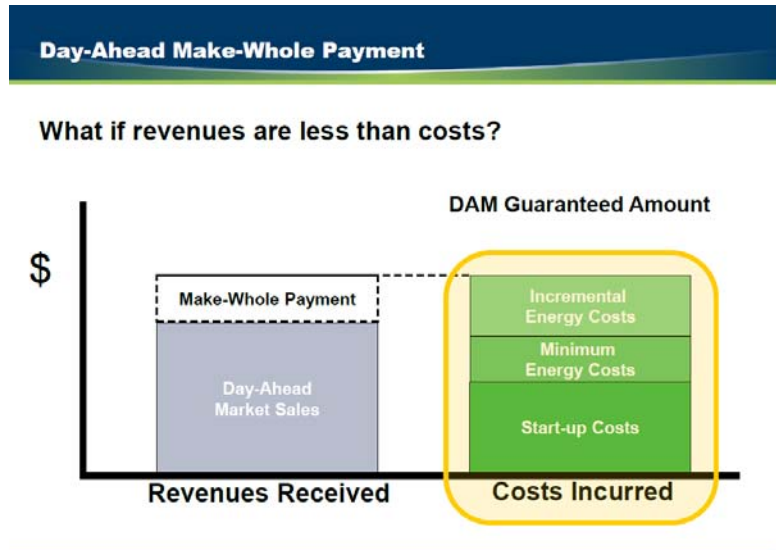 Day-Ahead Make-Whole Payment
What if revenues are less than costs?
DAM Guaranteed Amount
$
Make-Whole Payment
Day-Ahead
Market Sales
Incremental
Energy Costs
Minimum
Energy Costs
Start-up Costs
Revenues Received
Costs Incurred